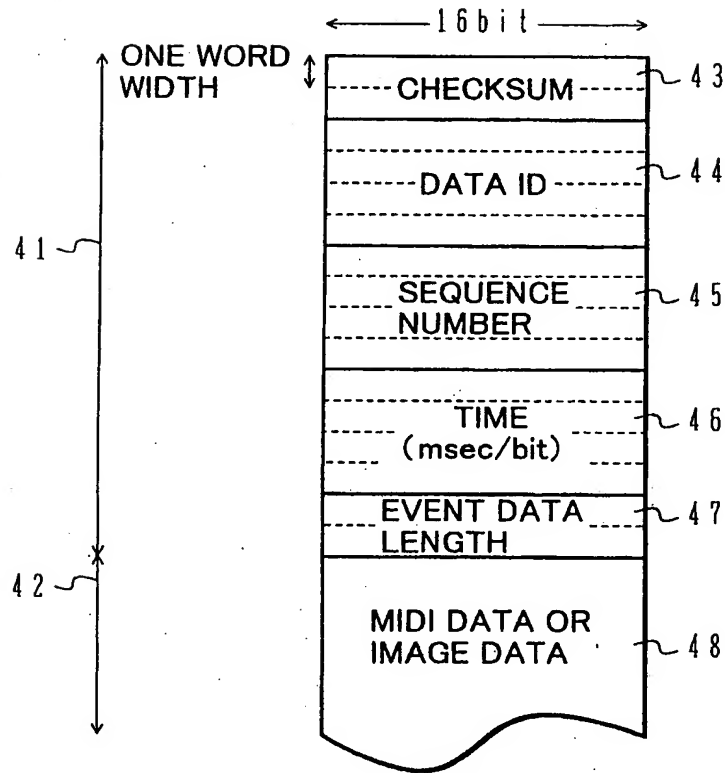 16bit
ONE WORD
WIDTH
CHECKSUM
43
DATA ID
44
41
SEQUENCE
NUMBER
45
TIME
(msec/bit)
46
EVENT DATA
LENGTH
47
42
MIDI DATA OR
IMAGE DATA
48